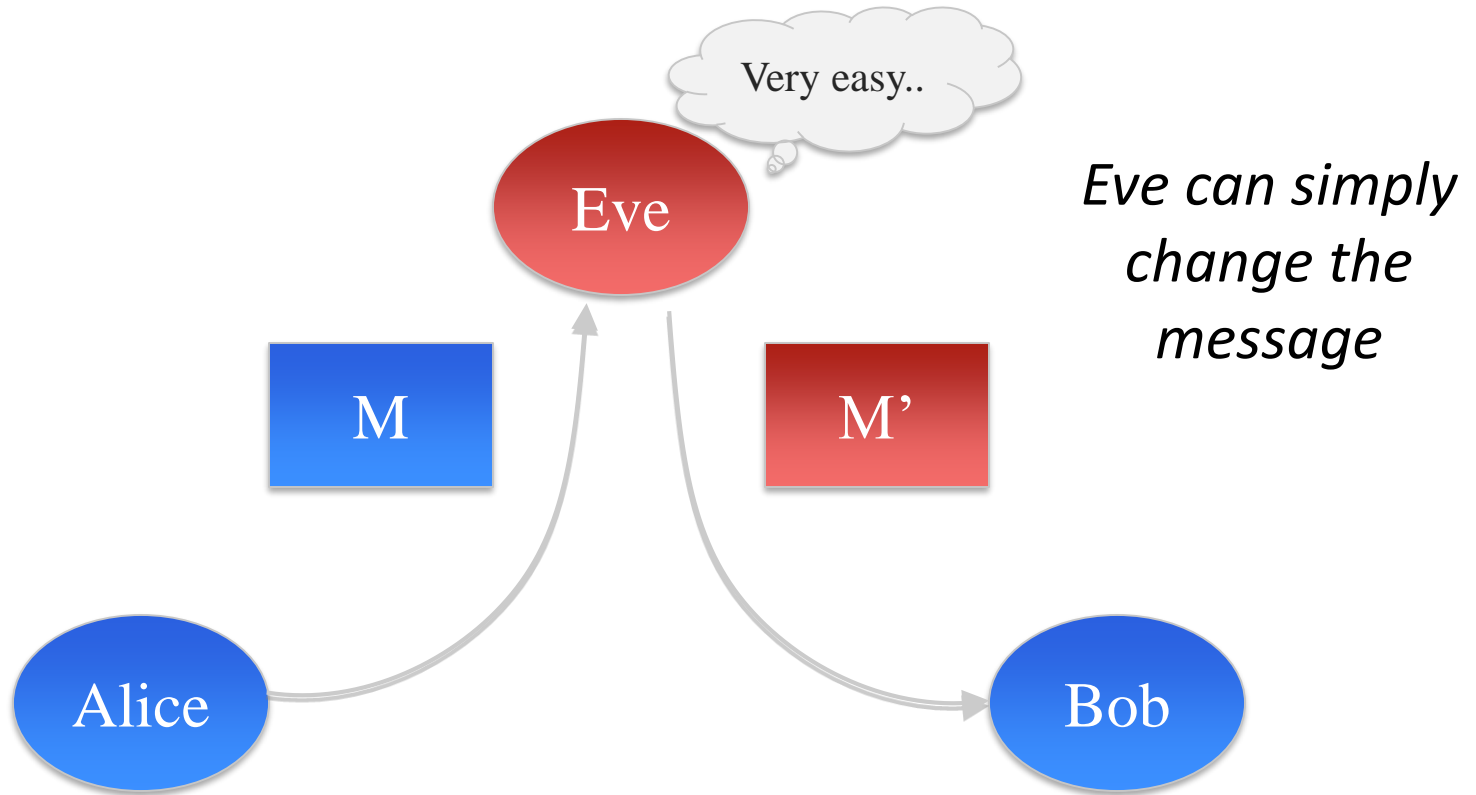 Very easy..
Eve
Eve can simply
change the
message
M
M’
Alice
Bob